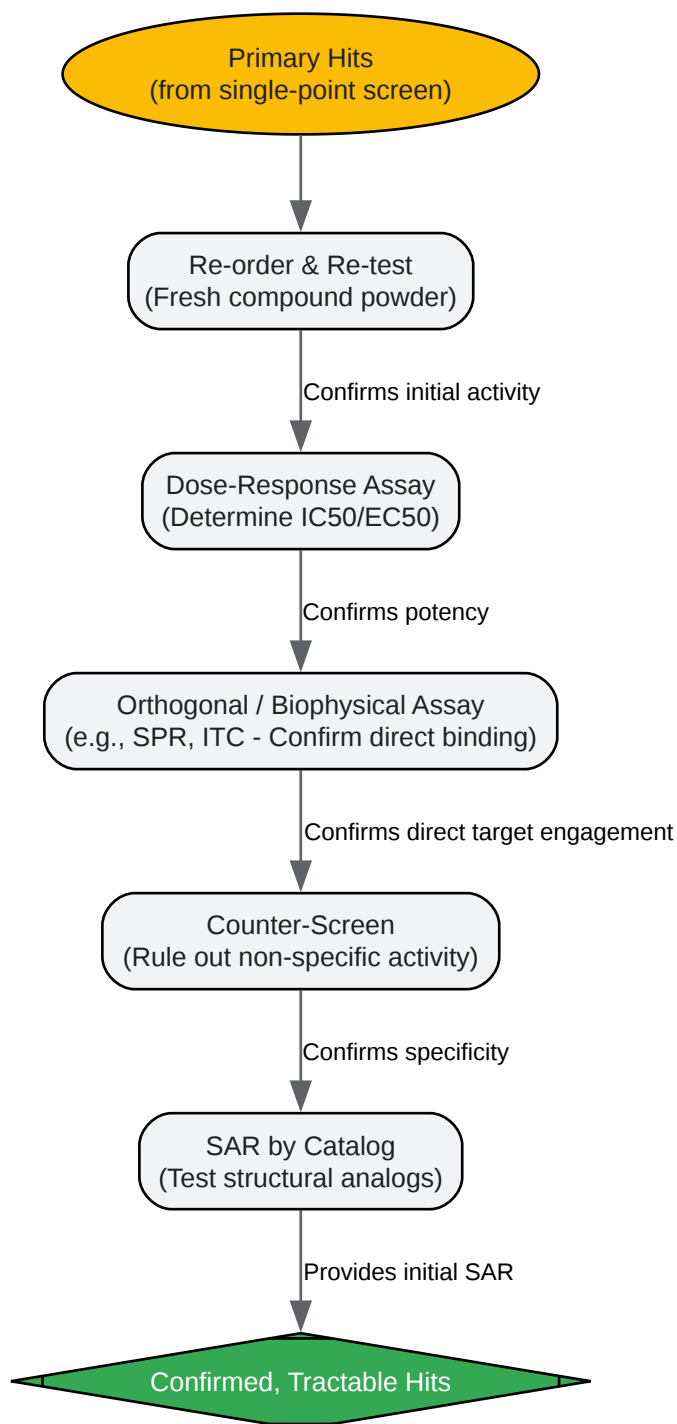 Primary Hits
(from single-point screen)
Re-order & Re-test
(Fresh compound powder)
Confirms initial activity
Dose-Response Assay
(Determine IC50/EC50)
Confirms potency
Orthogonal / Biophysical Assay
(e.g., SPR, ITC - Confirm direct binding)
Confirms direct target engagement
Counter-Screen
(Rule out non-specific activity)
Confirms specificity
SAR by Catalog
(Test structural analogs)
Provides initial SAR
Confirmed, Tractable Hits